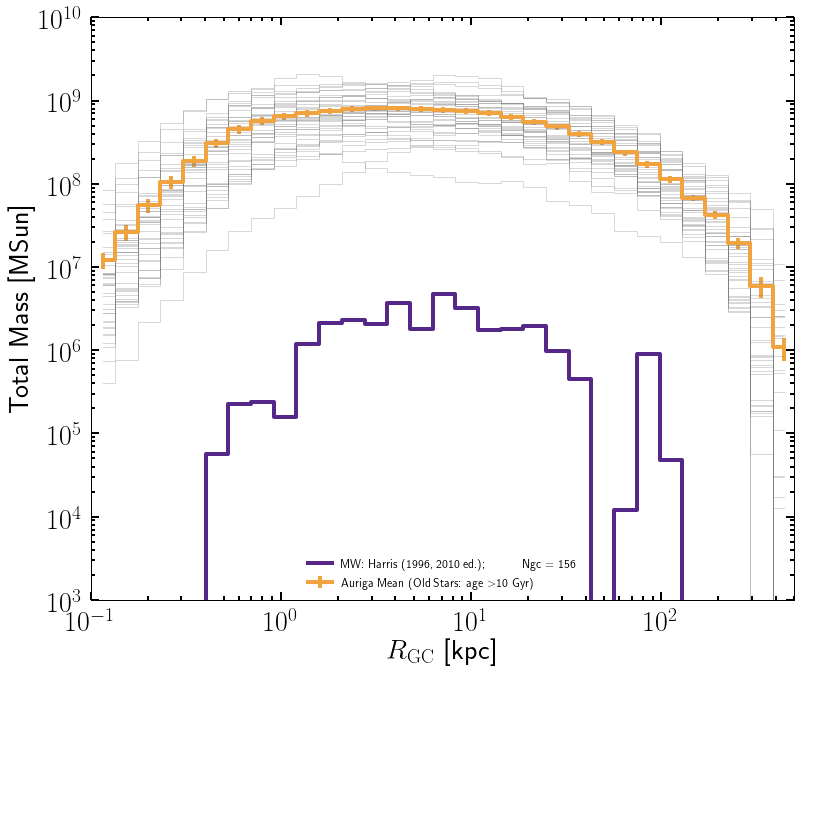 10^10
10^9
10^8
10^7
10^6
10^5
10^4
10^3
Total Mass [MSun]
MW: Harris (1996, 2010 ed.); Ngc = 156
Auriga Mean (Old Stars: age >10 Gyr)
10^-1 10^0 10^1 10^2
R_GC [kpc]